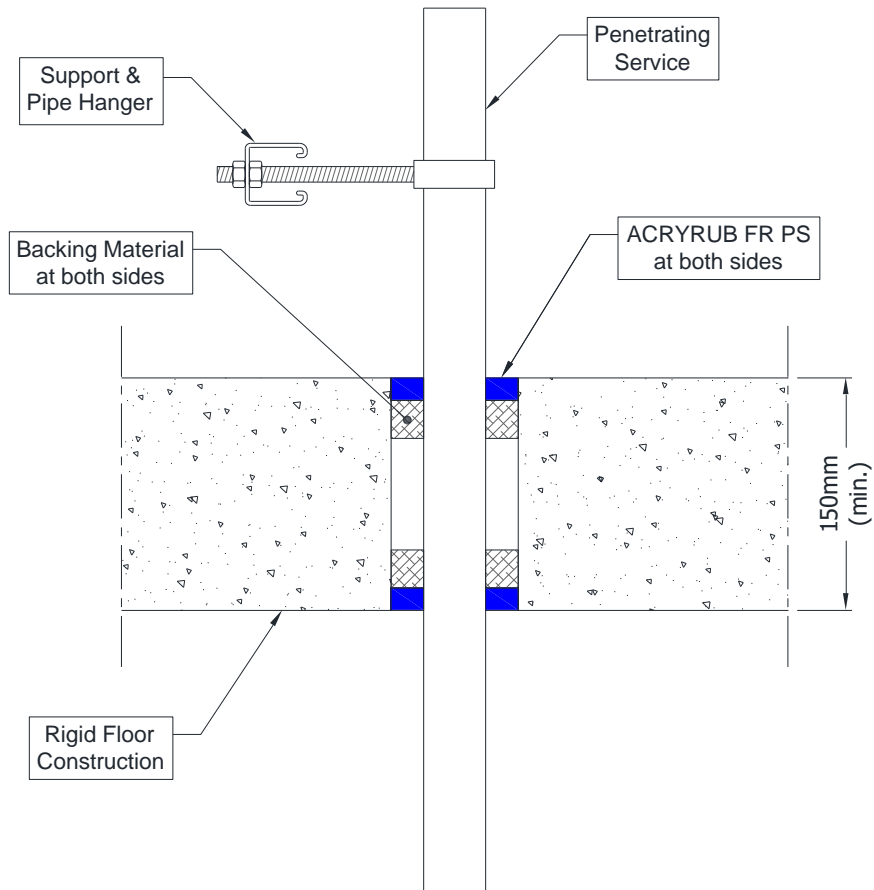 Penetrating
Service
Support &
Pipe Hanger
Backing Material
at both sides
ACRYRUB FR PS
at both sides
150mm
(min.)
Rigid Floor
Construction